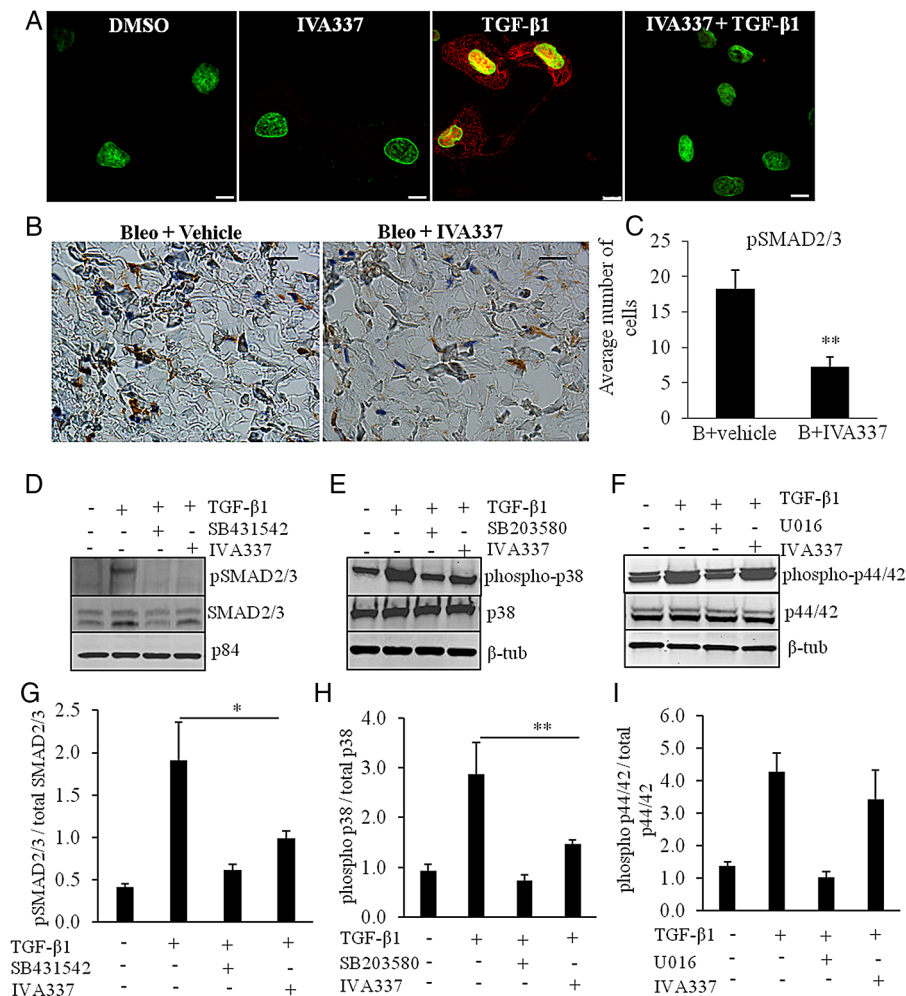 A
DMSO
IVA337
TGF-β1
IVA337 + TGF-β1
B
Bleo + Vehicle
Bleo + IVA337
C
pSMAD2/3
Average number of
cells
25
20
15
10
5
0
**
B+vehicle
B+IVA337
D
- + + + TGF-β1
- - + - SB431542
- - - + IVA337
pSMAD2/3
SMAD2/3
p84
E
- + + + TGF-β1
- - + - SB203580
- - - + IVA337
phospho-p38
p38
β-tub
F
- + + + TGF-β1
- - + - U016
- - - + IVA337
phospho-p44/42
p44/42
β-tub
G
pSMAD2/3 / total SMAD2/3
2.5
2.0
1.5
1.0
0.5
0.0
*
TGF-β1 - + + +
SB431542 - - + -
IVA337 - - - +
H
phospho p38 / total p38
4.0
3.0
2.0
1.0
0.0
**
TGF-β1 - + + +
SB203580 - - + -
IVA337 - - - +
I
phospho p44/42 / total
p44/42
6.0
5.0
4.0
3.0
2.0
1.0
0.0
TGF-β1 - + + +
U016 - - + -
IVA337 - - - +